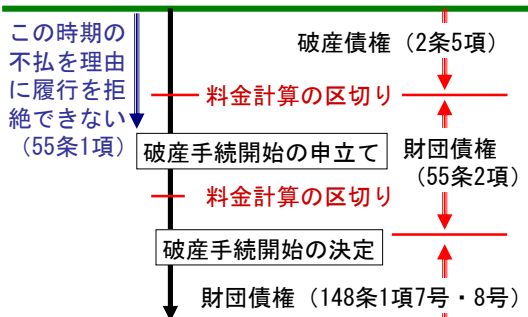 この時期の
不払を理由
に履行を拒
絶できない
（55条1項）
破産債権（2条5項）
料金計算の区切り
破産手続開始の申立て
財団債権
（55条2項）
料金計算の区切り
破産手続開始の決定
財団債権（148条1項7号・8号）